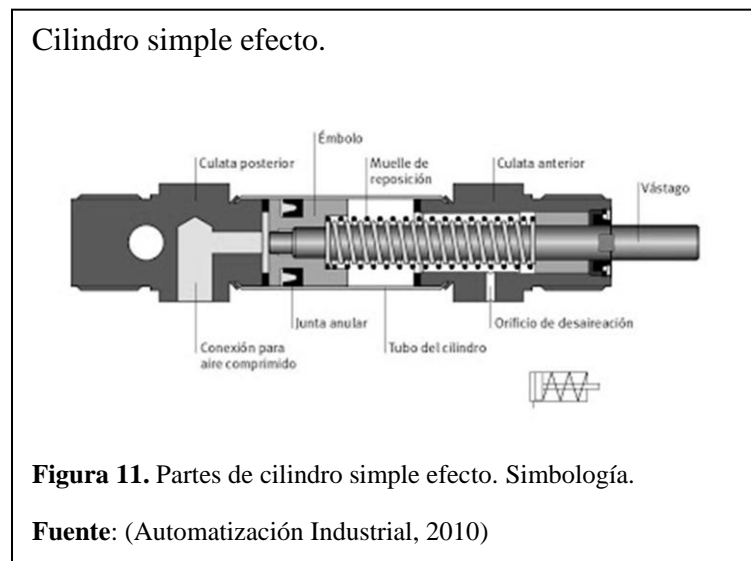 Cilindro simple efecto.
Émbolo
Culata posterior
Muelle de
reposición
Culata anterior
Vástago
Junta anular
Orificio de desaireación
Conexión para
aire comprimido
Tubo del cilindro
Figura 11. Partes de cilindro simple efecto. Simbología.
Fuente: (Automatización Industrial, 2010)